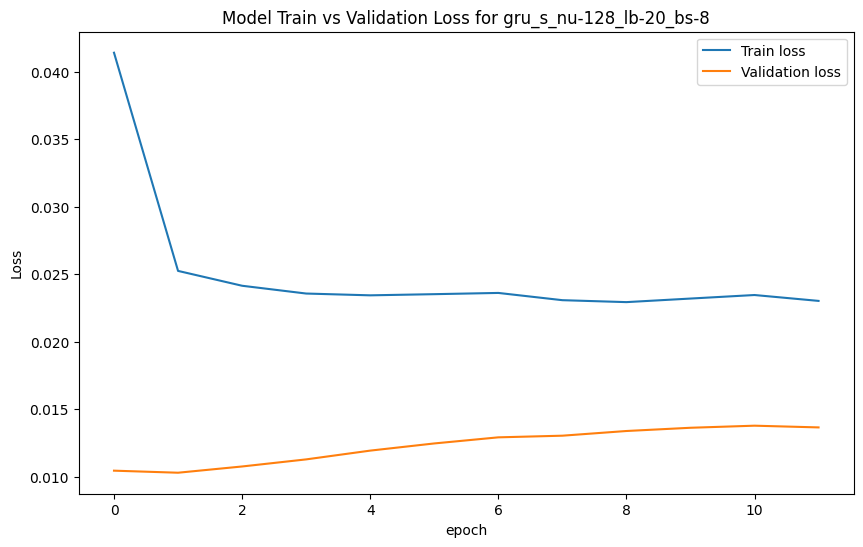 Model Train vs Validation Loss for gru_s_nu-128_lb-20_bs-8
Train loss
Validation loss
0.040
0.035
0.030
0.025
0.020
0.015
0.010
Loss
0 2 4 6 8 10
epoch